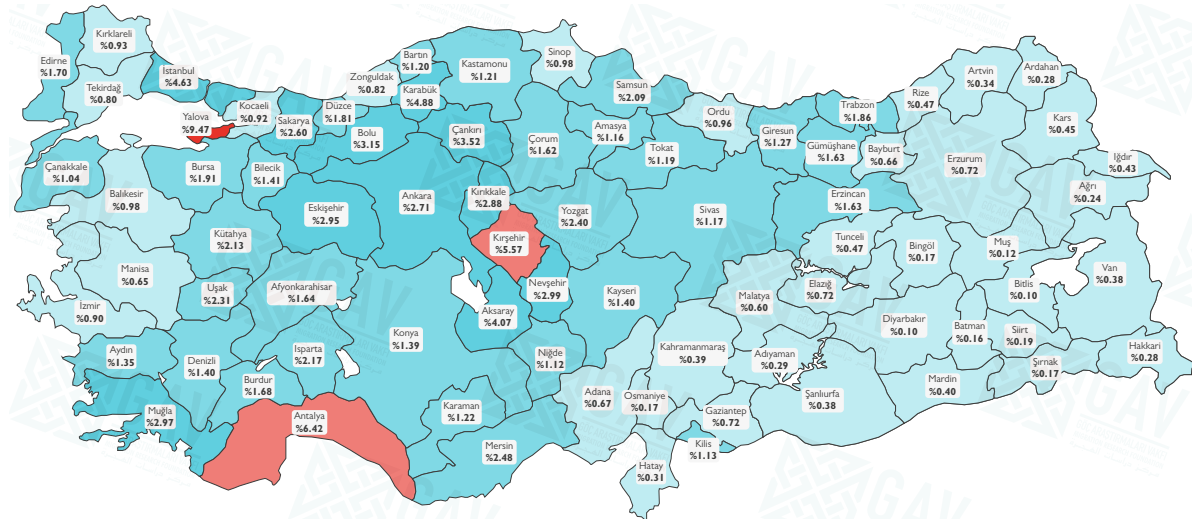 Kırklareli
%0.93
Edirne
%1.70
Tekirdağ
%0.80
İstanbul
%4.63
Yalova
%9.47
Kocaeli
%0.92
Sakarya
%2.60
Düzce
%1.81
Zonguldak
%0.82
Bartın
%1.20
Karabük
%4.88
Kastamonu
%1.21
Sinop
%0.98
Samsun
%2.09
Ordu
%0.96
Giresun
%1.27
Trabzon
%1.86
Gümüşhane
%1.63
Bayburt
%0.66
Rize
%0.47
Artvin
%0.34
Ardahan
%0.28
Kars
%0.45
Iğdır
%0.43
Ağrı
%0.24
Erzurum
%0.72
Erzincan
%1.63
Bolu
%3.15
Çankırı
%3.52
Çorum
%1.62
Amasya
%1.16
Tokat
%1.19
Çanakkale
%1.04
Balıkesir
%0.98
Bursa
%1.91
Bilecik
%1.41
Eskişehir
%2.95
Ankara
%2.71
Kırıkkale
%2.88
Yozgat
%2.40
Sivas
%1.17
Kırşehir
%5.57
Kütahya
%2.13
Manisa
%0.65
Uşak
%2.31
Afyonkarahisar
%1.64
İzmir
%0.90
Konya
%1.39
Aksaray
%4.07
Nevşehir
%2.99
Kayseri
%1.40
Malatya
%0.60
Elazığ
%0.72
Tunceli
%0.47
Bingöl
%0.17
Muş
%0.12
Bitlis
%0.10
Van
%0.38
Diyarbakır
%0.10
Batman
%0.16
Siirt
%0.19
Şırnak
%0.17
Hakkari
%0.28
Aydın
%1.35
Denizli
%1.40
Isparta
%2.17
Burdur
%1.68
Muğla
%2.97
Antalya
%6.42
Karaman
%1.22
Niğde
%1.12
Mersin
%2.48
Adana
%0.67
Osmaniye
%0.17
Kahramanmaraş
%0.39
Adıyaman
%0.29
Gaziantep
%0.72
Kilis
%1.13
Hatay
%0.31
Şanlıurfa
%0.38
Mardin
%0.40